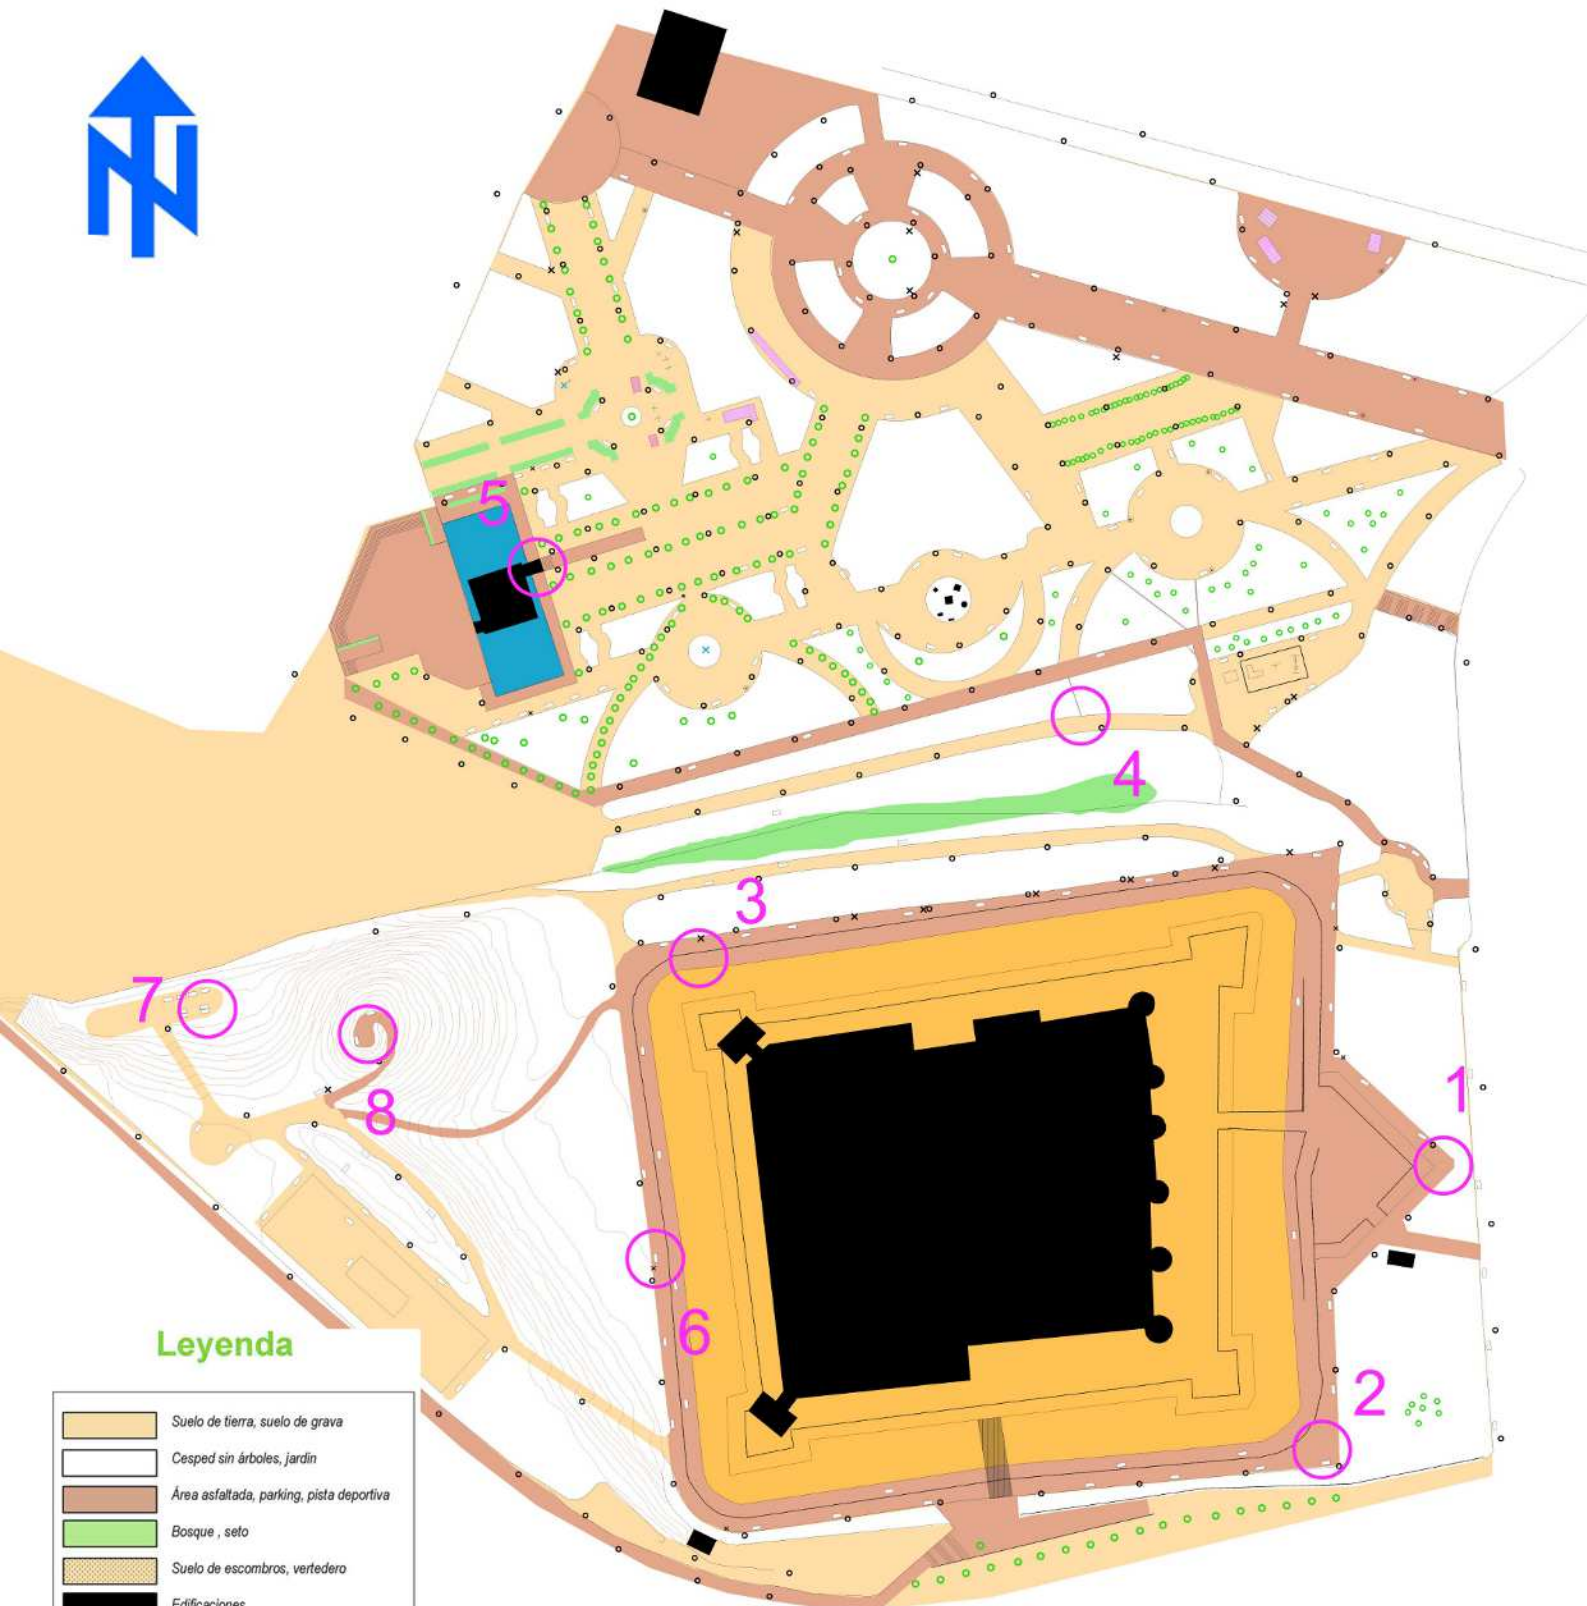 5
4
3
7
1
8
6
2
Leyenda
Suelo de tierra, suelo de grava
Cesped sin árboles, jardin
Área asfaltada, parking, pista deportiva
Bosque , seto
Suelo de escombros, vertedero
Edificaciones